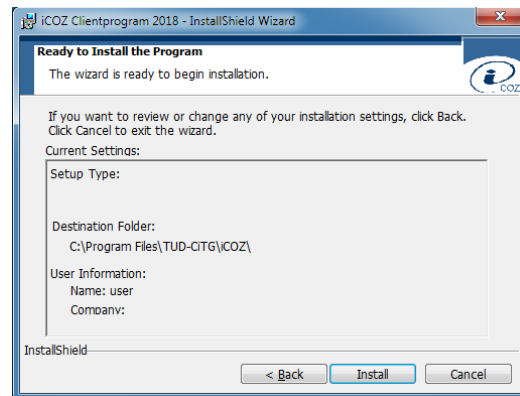 iCOZ Clientprogram 2018 - InstallShield Wizard
Ready to Install the Program
The wizard is ready to begin installation.
i
COZ
If you want to review or change any of your installation settings, click Back.
Click Cancel to exit the wizard.
Current Settings:
Setup Type:
Destination Folder:
C:\Program Files\TUD-CiTG\iCOZ\
User Information:
Name: user
Company:
InstallShield
< Back
Install
Cancel